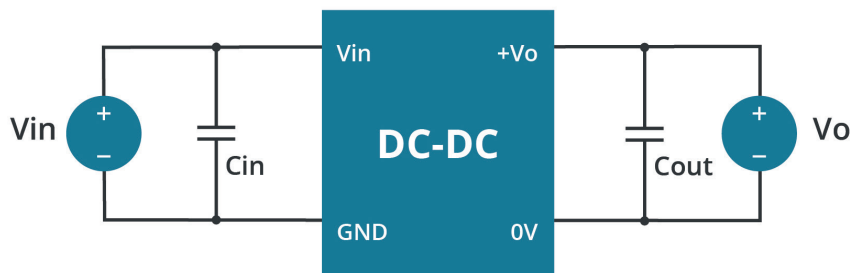 Vin +Vo
+ +
Vin DC-DC Vo
− −
Cin Cout
GND 0V